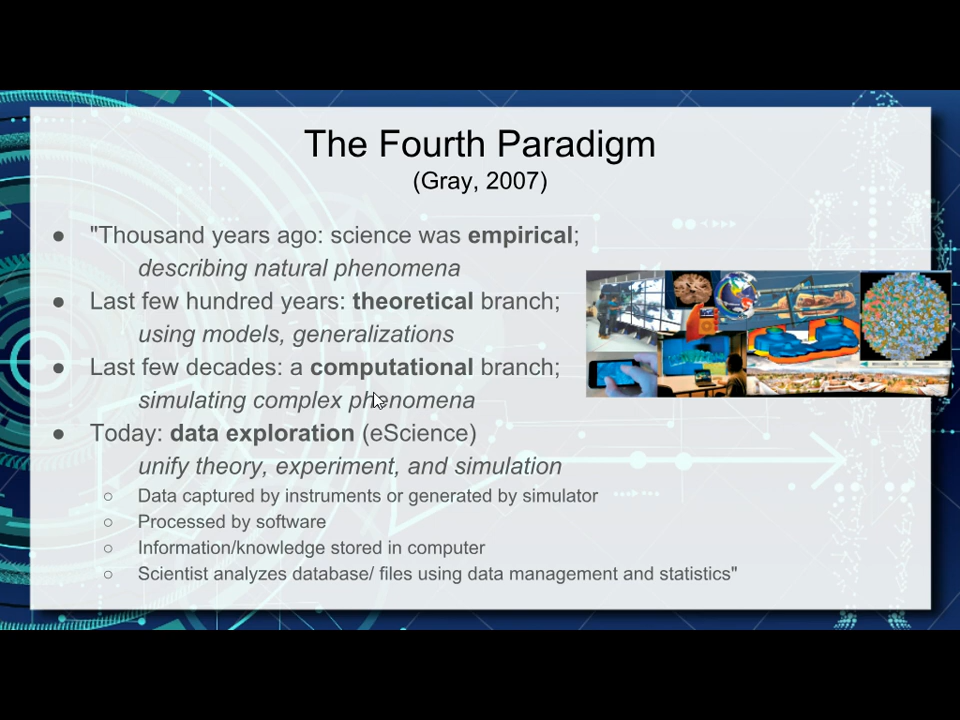 The Fourth Paradigm
(Gray, 2007)
● "Thousand years ago: science was empirical;
describing natural phenomena
● Last few hundred years: theoretical branch;
using models, generalizations
● Last few decades: a computational branch;
simulating complex phenomena
● Today: data exploration (eScience)
unify theory, experiment, and simulation
○ Data captured by instruments or generated by simulator
○ Processed by software
○ Information/knowledge stored in computer
○ Scientist analyzes database/ files using data management and statistics"